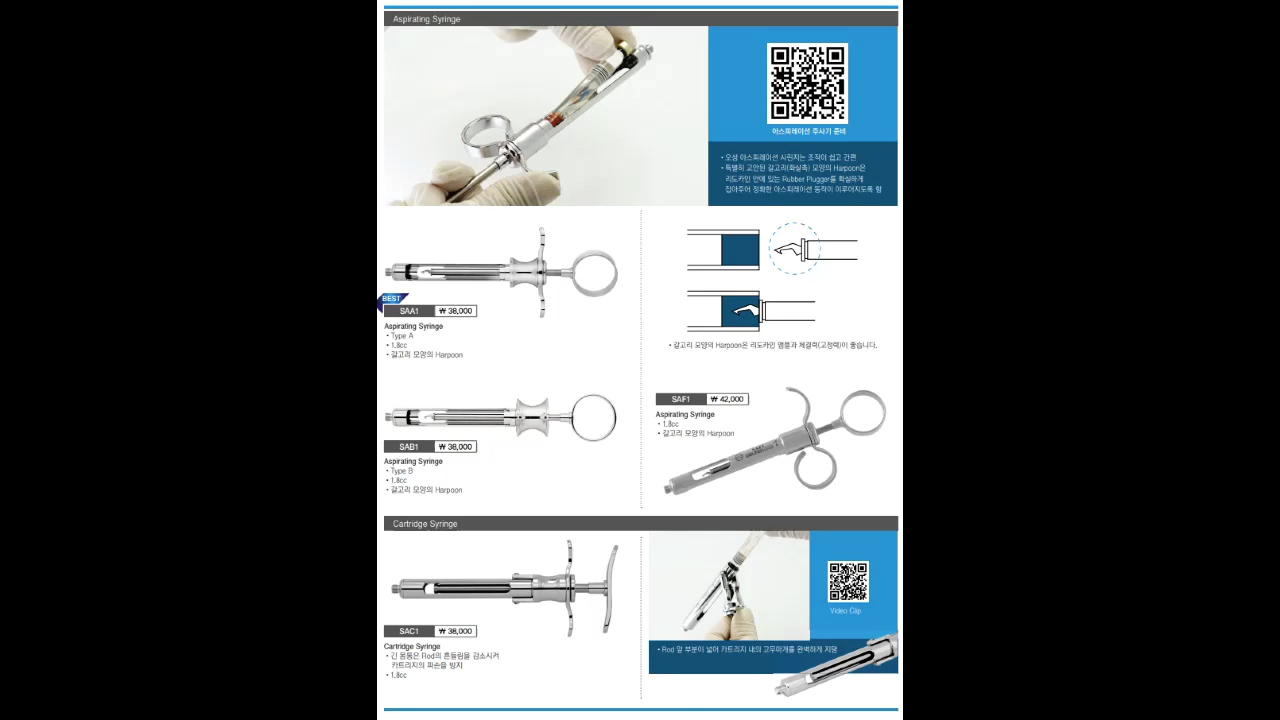 Aspirating Syringe
아스피레이션 주사기 준비
• 오성 아스피레이션 시린지는 조작이 쉽고 간편
• 특별히 고안된 갈고리(화살촉) 모양의 Harpoon은
리도카인 안에 있는 Rubber Plugger를 확실하게
잡아주어 정확한 아스피레이션 동작이 이루어지도록 함
BEST
SAA1 ₩ 38,000
Aspirating Syringe
• Type A
• 1.8cc
• 갈고리 모양의 Harpoon
• 갈고리 모양의 Harpoon은 리도카인 앰플과 체결력(고정력)이 좋습니다.
SAB1 ₩ 38,000
Aspirating Syringe
• Type B
• 1.8cc
• 갈고리 모양의 Harpoon
SAF1 ₩ 42,000
Aspirating Syringe
• 1.8cc
• 갈고리 모양의 Harpoon
Cartridge Syringe
SAC1 ₩ 38,000
Cartridge Syringe
• 긴 몸통은 Rod의 흔들림을 감소시켜
카트리지의 파손을 방지
• 1.8cc
Video Clip
• Rod 앞 부분이 넓어 카트리지 내의 고무마개를 완벽하게 지탱